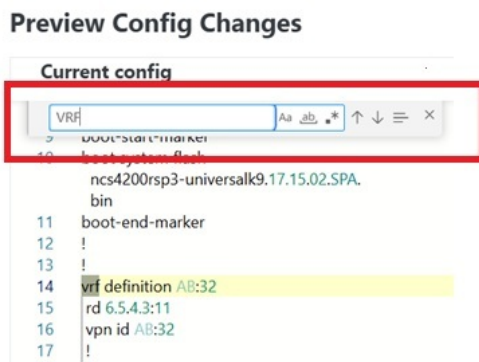 Preview Config Changes
Current config
VRF
Aa ab .*
9 boot-start-marker
10 boot system flash
ncs4200rsp3-universalk9.17.15.02.SPA.
bin
11 boot-end-marker
12 !
13 !
14 vrf definition AB:32
15 rd 6.5.4.3:11
16 vpn id AB:32
17 !